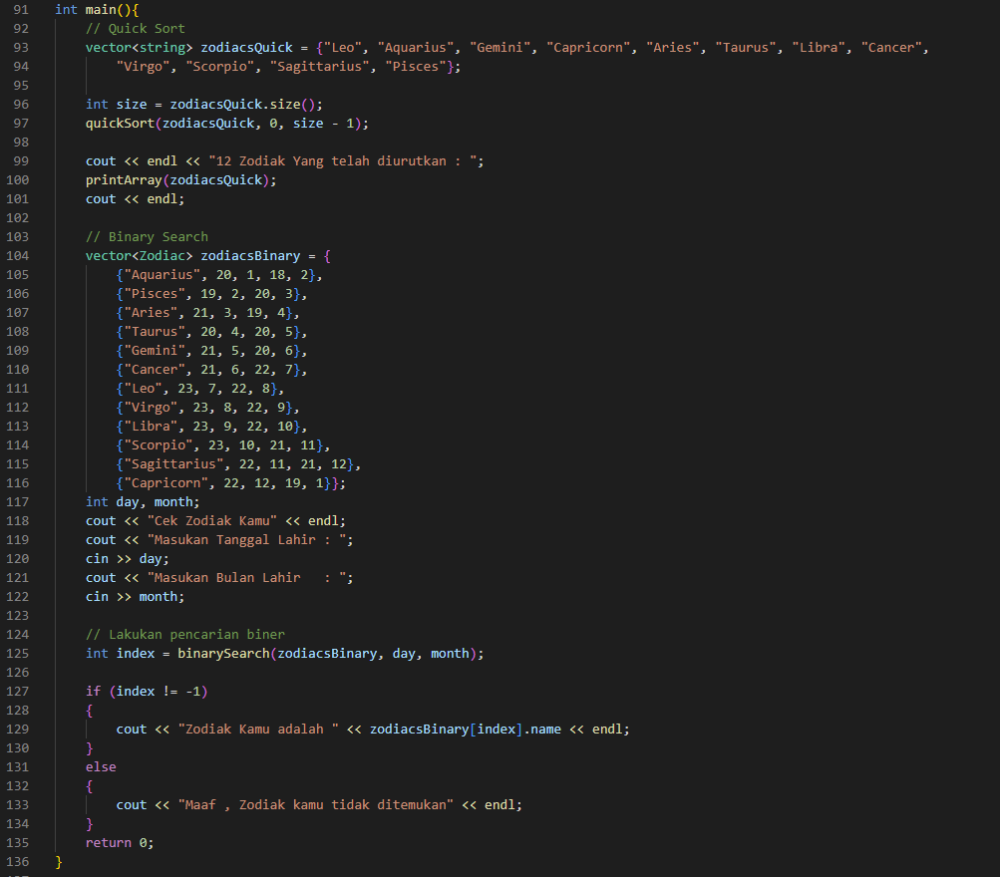 91 int main(){
92 // Quick Sort
93 vector<string> zodiacsQuick = {"Leo", "Aquarius", "Gemini", "Capricorn", "Aries", "Taurus", "Libra", "Cancer",
94 "Virgo", "Scorpio", "Sagittarius", "Pisces"};
95
96 int size = zodiacsQuick.size();
97 quickSort(zodiacsQuick, 0, size - 1);
98
99 cout << endl << "12 Zodiak Yang telah diurutkan : ";
100 printArray(zodiacsQuick);
101 cout << endl;
102
103 // Binary Search
104 vector<Zodiac> zodiacsBinary = {
105 {"Aquarius", 20, 1, 18, 2},
106 {"Pisces", 19, 2, 20, 3},
107 {"Aries", 21, 3, 19, 4},
108 {"Taurus", 20, 4, 20, 5},
109 {"Gemini", 21, 5, 20, 6},
110 {"Cancer", 21, 6, 22, 7},
111 {"Leo", 23, 7, 22, 8},
112 {"Virgo", 23, 8, 22, 9},
113 {"Libra", 23, 9, 22, 10},
114 {"Scorpio", 23, 10, 21, 11},
115 {"Sagittarius", 22, 11, 21, 12},
116 {"Capricorn", 22, 12, 19, 1}};
117 int day, month;
118 cout << "Cek Zodiak Kamu" << endl;
119 cout << "Masukan Tanggal Lahir : ";
120 cin >> day;
121 cout << "Masukan Bulan Lahir   : ";
122 cin >> month;
123
124 // Lakukan pencarian biner
125 int index = binarySearch(zodiacsBinary, day, month);
126
127 if (index != -1)
128 {
129 cout << "Zodiak Kamu adalah " << zodiacsBinary[index].name << endl;
130 }
131 else
132 {
133 cout << "Maaf , Zodiak kamu tidak ditemukan" << endl;
134 }
135 return 0;
136 }